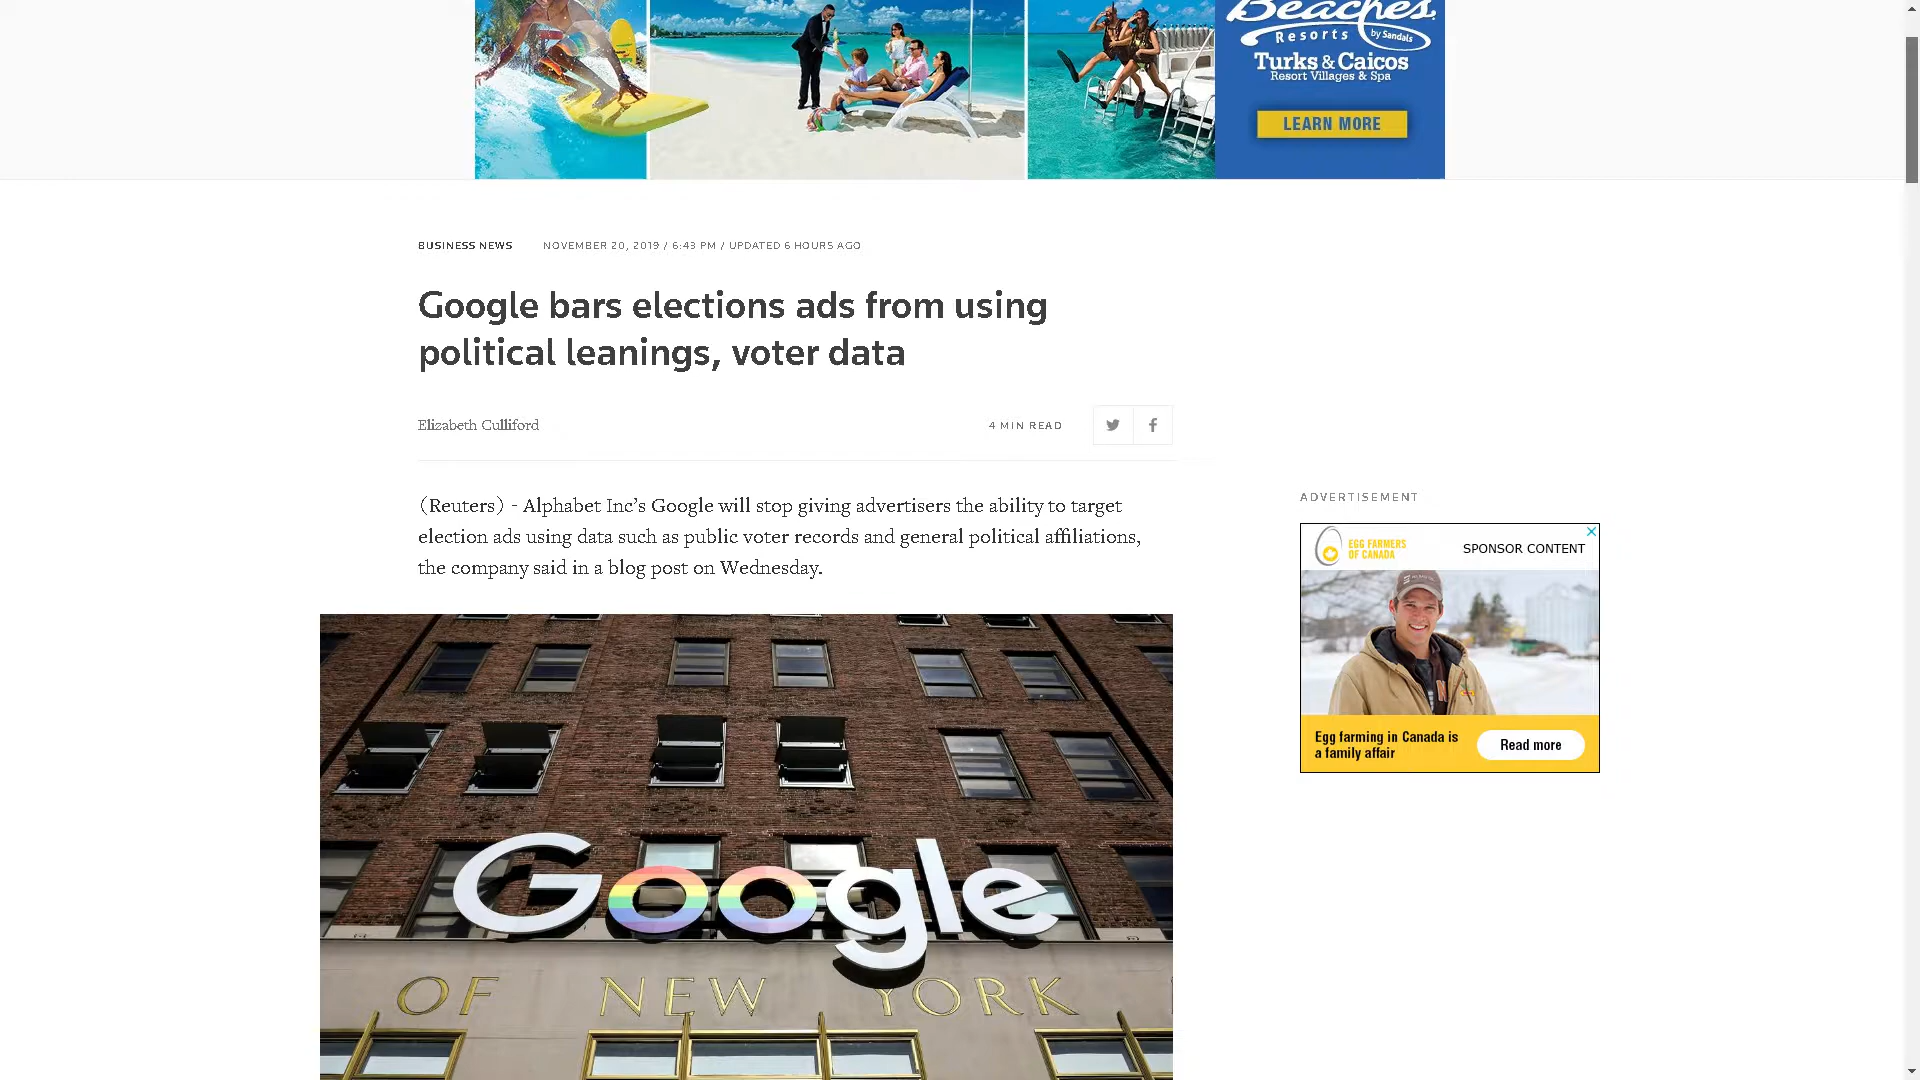 Beaches
Resorts by Sandals
Turks & Caicos
Resort Villages & Spa
LEARN MORE
BUSINESS NEWS NOVEMBER 20, 2019 / 6:43 PM / UPDATED 6 HOURS AGO
Google bars elections ads from using
political leanings, voter data
Elizabeth Culliford
4 MIN READ
(Reuters) - Alphabet Inc’s Google will stop giving advertisers the ability to target
election ads using data such as public voter records and general political affiliations,
the company said in a blog post on Wednesday.
ADVERTISEMENT
EGG FARMERS
OF CANADA
SPONSOR CONTENT
Egg farming in Canada is
a family affair
Read more
Google
OF NEW YORK